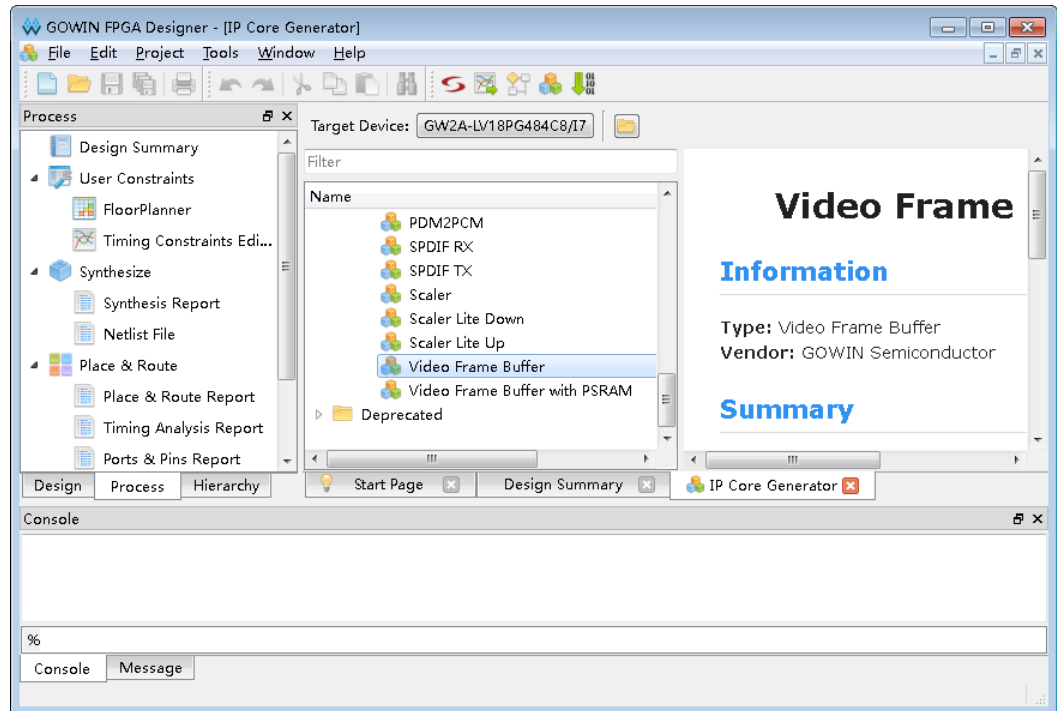 GOWIN FPGA Designer - [IP Core Generator]
File Edit Project Tools Window Help
Process
Design Summary
User Constraints
FloorPlanner
Timing Constraints Edi...
Synthesize
Synthesis Report
Netlist File
Place & Route
Place & Route Report
Timing Analysis Report
Ports & Pins Report
Design Process Hierarchy
Target Device: GW2A-LV18PG484C8/I7
Filter
Name
PDM2PCM
SPDIF RX
SPDIF TX
Scaler
Scaler Lite Down
Scaler Lite Up
Video Frame Buffer
Video Frame Buffer with PSRAM
Deprecated
Video Frame
Information
Type: Video Frame Buffer
Vendor: GOWIN Semiconductor
Summary
Start Page Design Summary IP Core Generator
Console
%
Console Message